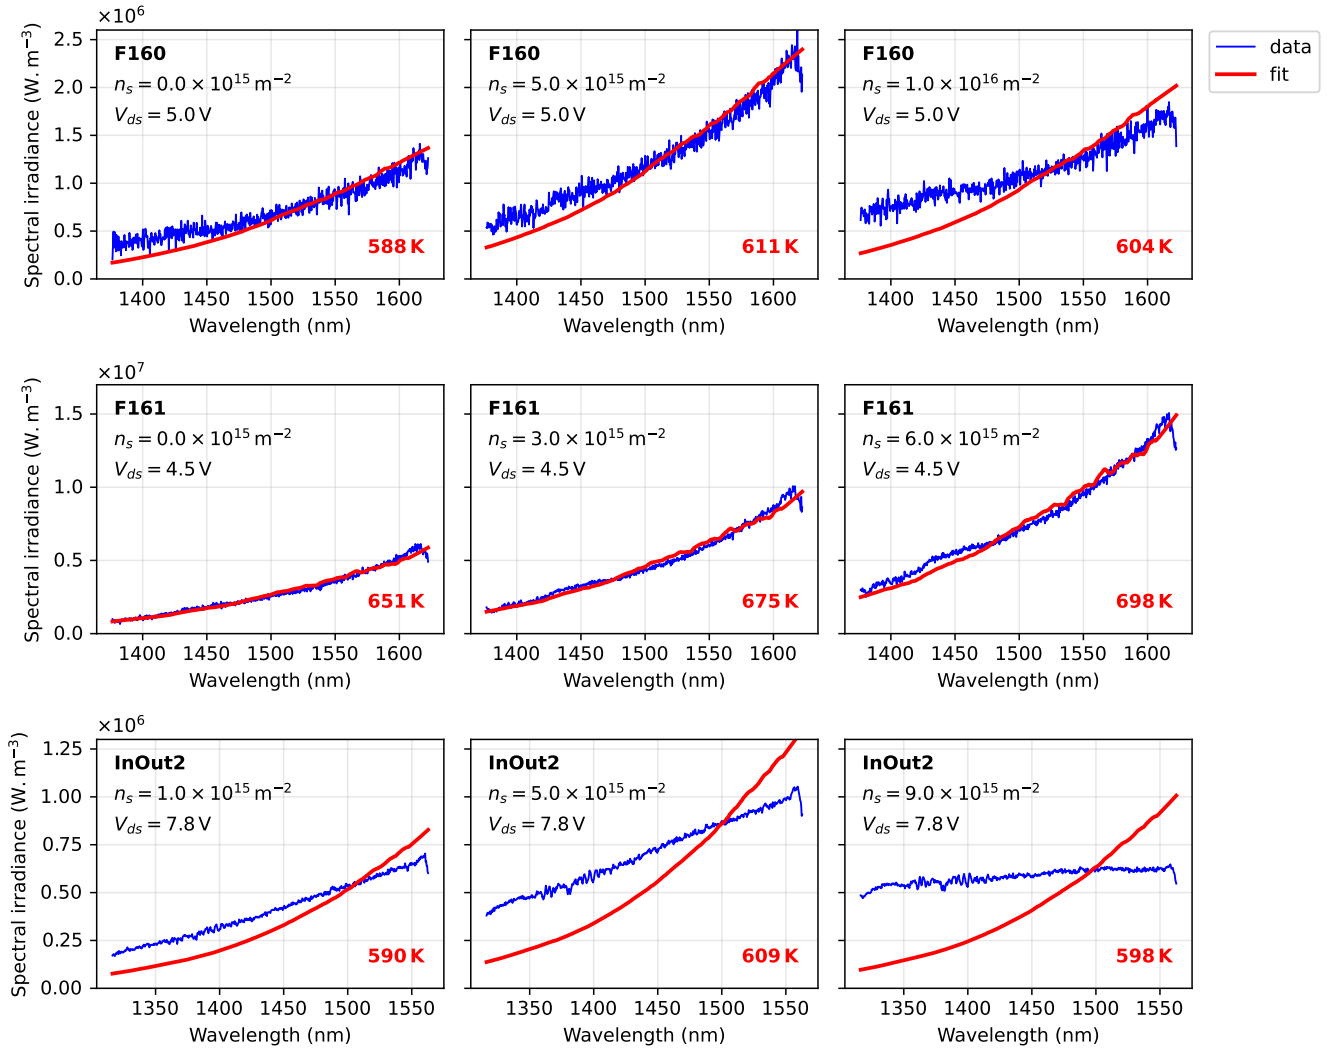 ×10⁶
Spectral irradiance (W. m⁻³)
2.5
2.0
1.5
1.0
0.5
0.0
F160
nₛ = 0.0 × 10¹⁵ m⁻²
V_ds = 5.0 V
588 K
1400 1450 1500 1550 1600
Wavelength (nm)
F160
nₛ = 5.0 × 10¹⁵ m⁻²
V_ds = 5.0 V
611 K
1400 1450 1500 1550 1600
Wavelength (nm)
F160
nₛ = 1.0 × 10¹⁶ m⁻²
V_ds = 5.0 V
604 K
1400 1450 1500 1550 1600
Wavelength (nm)
data
fit
×10⁷
Spectral irradiance (W. m⁻³)
1.5
1.0
0.5
0.0
F161
nₛ = 0.0 × 10¹⁵ m⁻²
V_ds = 4.5 V
651 K
1400 1450 1500 1550 1600
Wavelength (nm)
F161
nₛ = 3.0 × 10¹⁵ m⁻²
V_ds = 4.5 V
675 K
1400 1450 1500 1550 1600
Wavelength (nm)
F161
nₛ = 6.0 × 10¹⁵ m⁻²
V_ds = 4.5 V
698 K
1400 1450 1500 1550 1600
Wavelength (nm)
×10⁶
Spectral irradiance (W. m⁻³)
1.25
1.00
0.75
0.50
0.25
0.00
InOut2
nₛ = 1.0 × 10¹⁵ m⁻²
V_ds = 7.8 V
590 K
1350 1400 1450 1500 1550
Wavelength (nm)
InOut2
nₛ = 5.0 × 10¹⁵ m⁻²
V_ds = 7.8 V
609 K
1350 1400 1450 1500 1550
Wavelength (nm)
InOut2
nₛ = 9.0 × 10¹⁵ m⁻²
V_ds = 7.8 V
598 K
1350 1400 1450 1500 1550
Wavelength (nm)